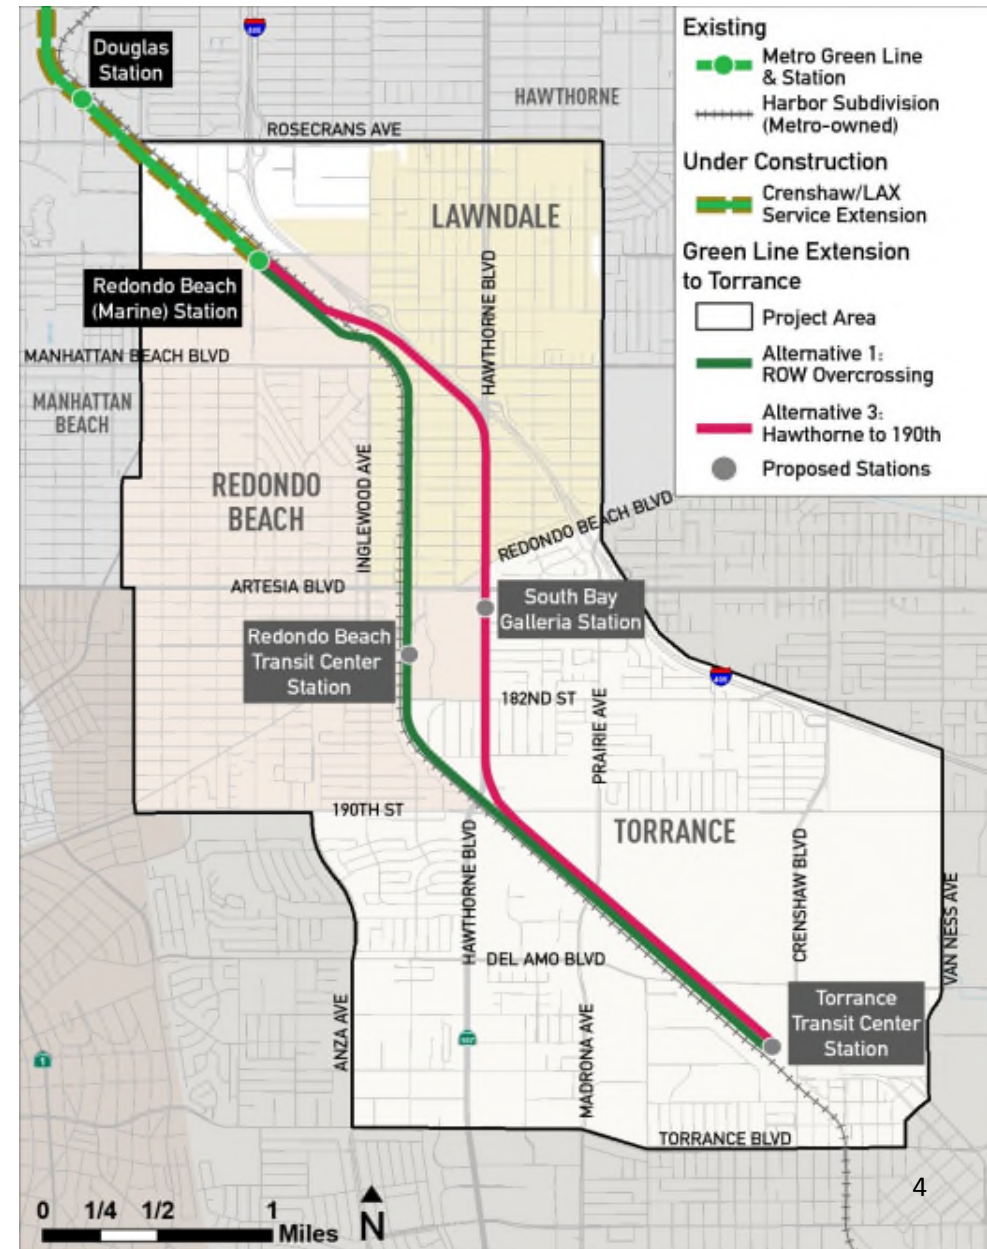 Douglas
Station
405
HAWTHORNE
ROSECRANS AVE
LAWNDALE
HAWTHORNE BLVD
Redondo Beach
(Marine) Station
MANHATTAN BEACH BLVD
MANHATTAN
BEACH
REDONDO
BEACH
INGLEWOOD AVE
REDONDO BEACH BLVD
ARTESIA BLVD
South Bay
Galleria Station
Redondo Beach
Transit Center
Station
405
182ND ST
PRAIRIE AVE
190TH ST
TORRANCE
HAWTHORNE BLVD
CRENSHAW BLVD
VAN NESS AVE
DEL AMO BLVD
ANZA AVE
Torrance
Transit Center
Station
107
MADRONA AVE
1
TORRANCE BLVD
Existing
Metro Green Line
& Station
Harbor Subdivision
(Metro-owned)
Under Construction
Crenshaw/LAX
Service Extension
Green Line Extension
to Torrance
Project Area
Alternative 1:
ROW Overcrossing
Alternative 3:
Hawthorne to 190th
Proposed Stations
0 1/4 1/2 1
Miles
N
4